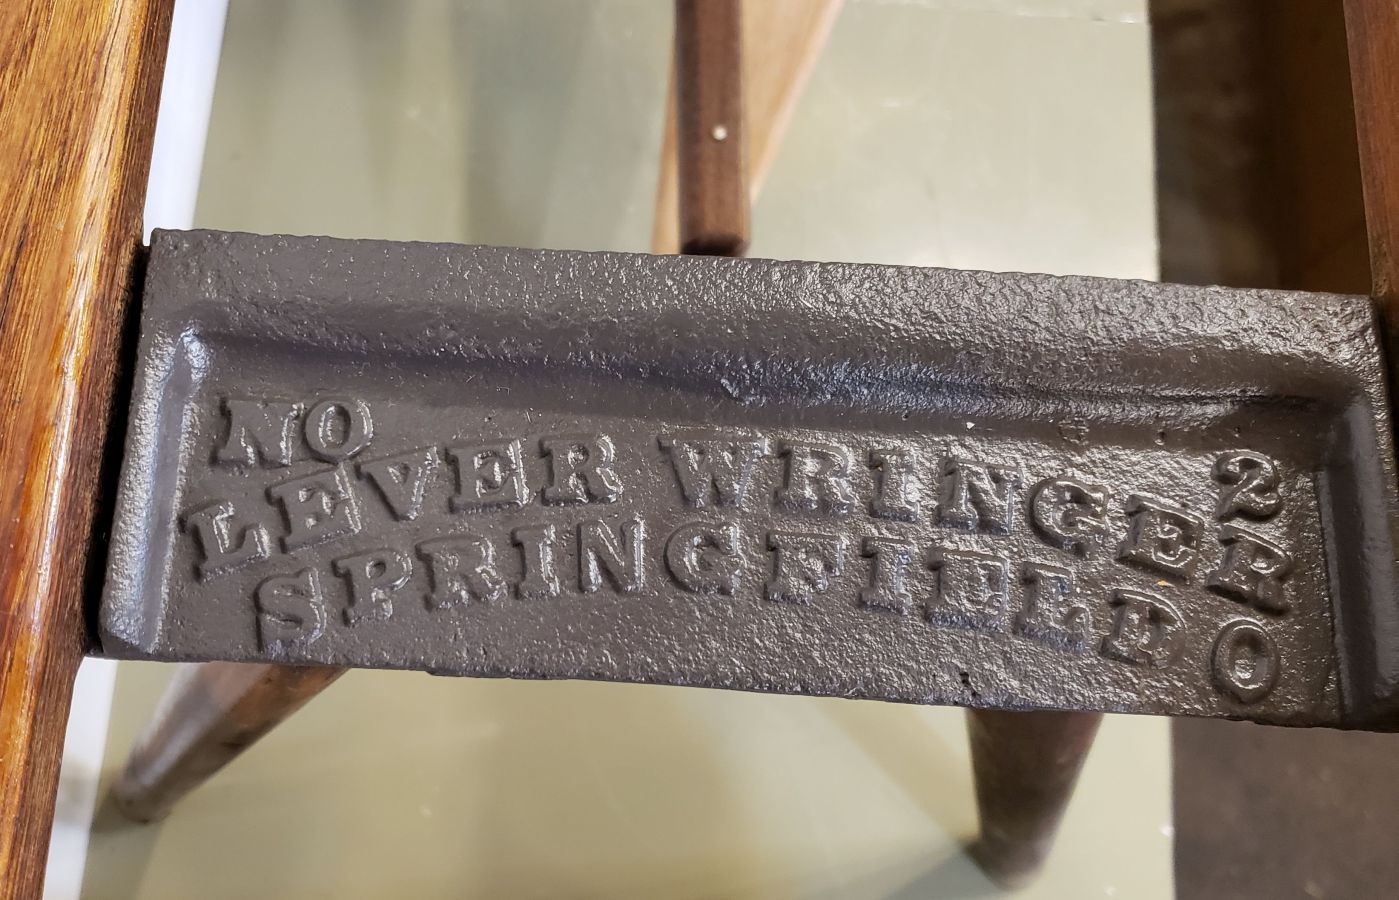 NO 2
LEVER WRINGER
SPRINGFIELD O